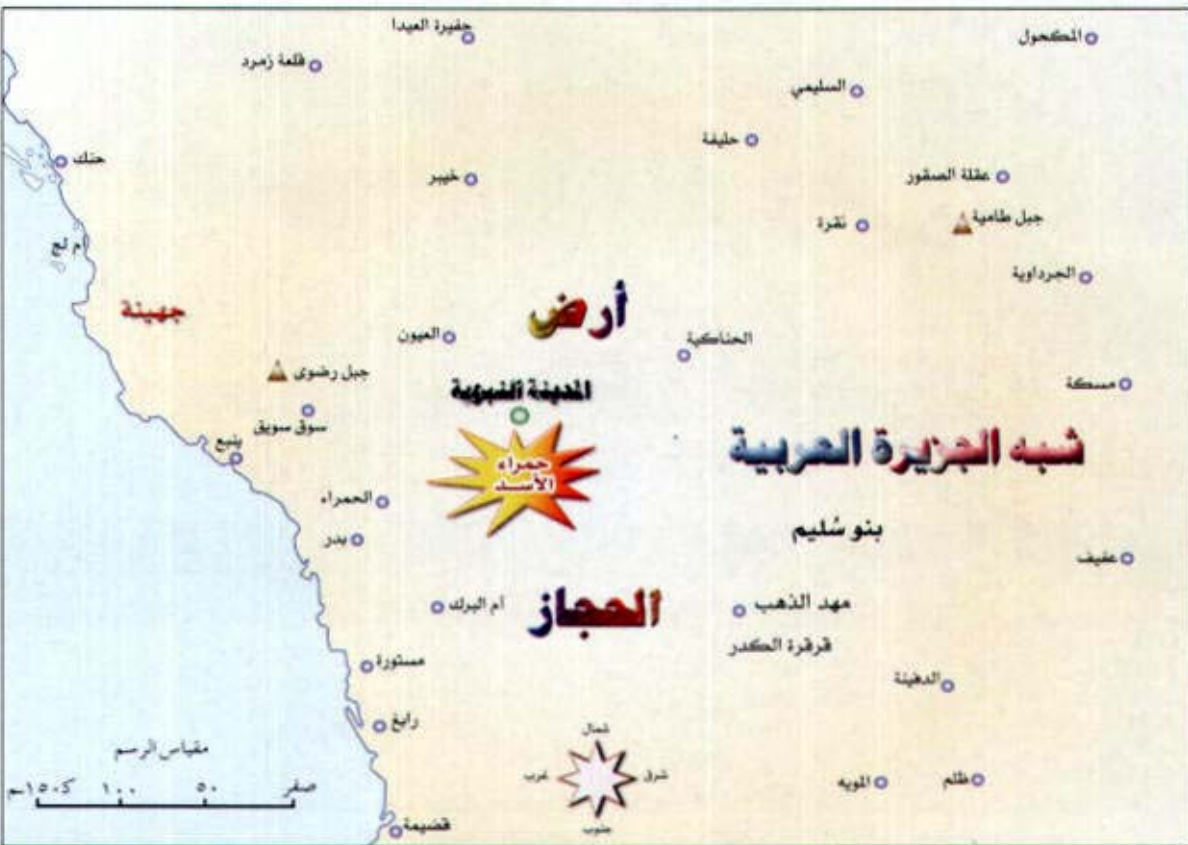 المكحول
جفيرة العيدا
قلعة زمرد
السليمي
حليفة
حنك
خيبر
عقلة الصقور
جبل طامية
نقرة
أم لج
الجرداوية
جهينة
أرض
العيون
الحناكية
جبل رضوى
مسكة
المدينة النبوية
سوق سويق
ينبع
شبه الجزيرة العربية
حمراء
الأسد
الحمراء
بنو سُليم
بدر
عفيف
أم البرك
الحجاز
مهد الذهب
قرقرة الكدر
مستورة
الدفينة
رابغ
شمال
شرق
غرب
جنوب
مقياس الرسم
صفر
٥٠
١٠٠
١٥٠كم
المويه
ظلم
قضيمة